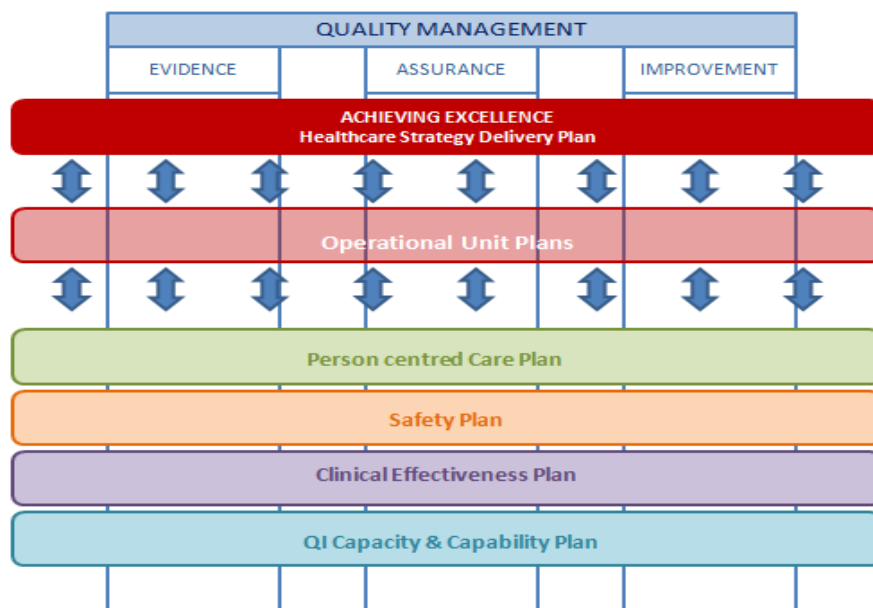 QUALITY MANAGEMENT
EVIDENCE
ASSURANCE
IMPROVEMENT
ACHIEVING EXCELLENCE
Healthcare Strategy Delivery Plan
Operational Unit Plans
Person centred Care Plan
Safety Plan
Clinical Effectiveness Plan
QI Capacity & Capability Plan